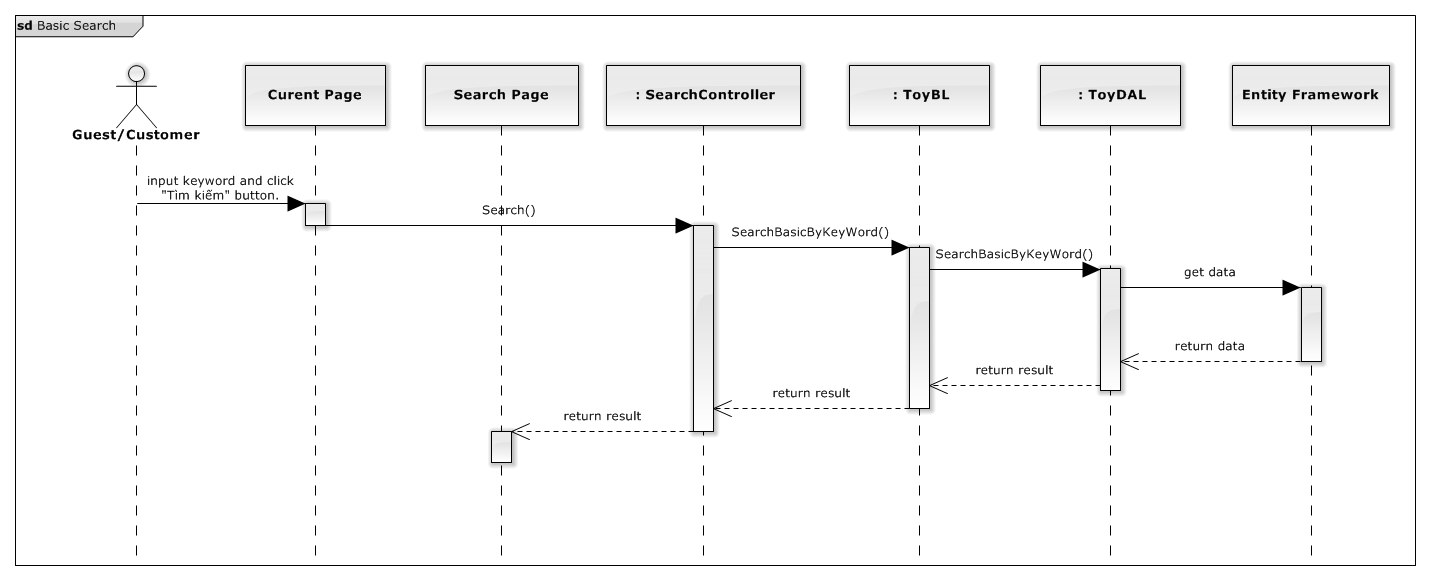 sd Basic Search
Guest/Customer
Curent Page
Search Page
: SearchController
: ToyBL
: ToyDAL
Entity Framework
input keyword and click
"Tìm kiếm" button.
Search()
SearchBasicByKeyWord()
SearchBasicByKeyWord()
get data
return data
return result
return result
return result